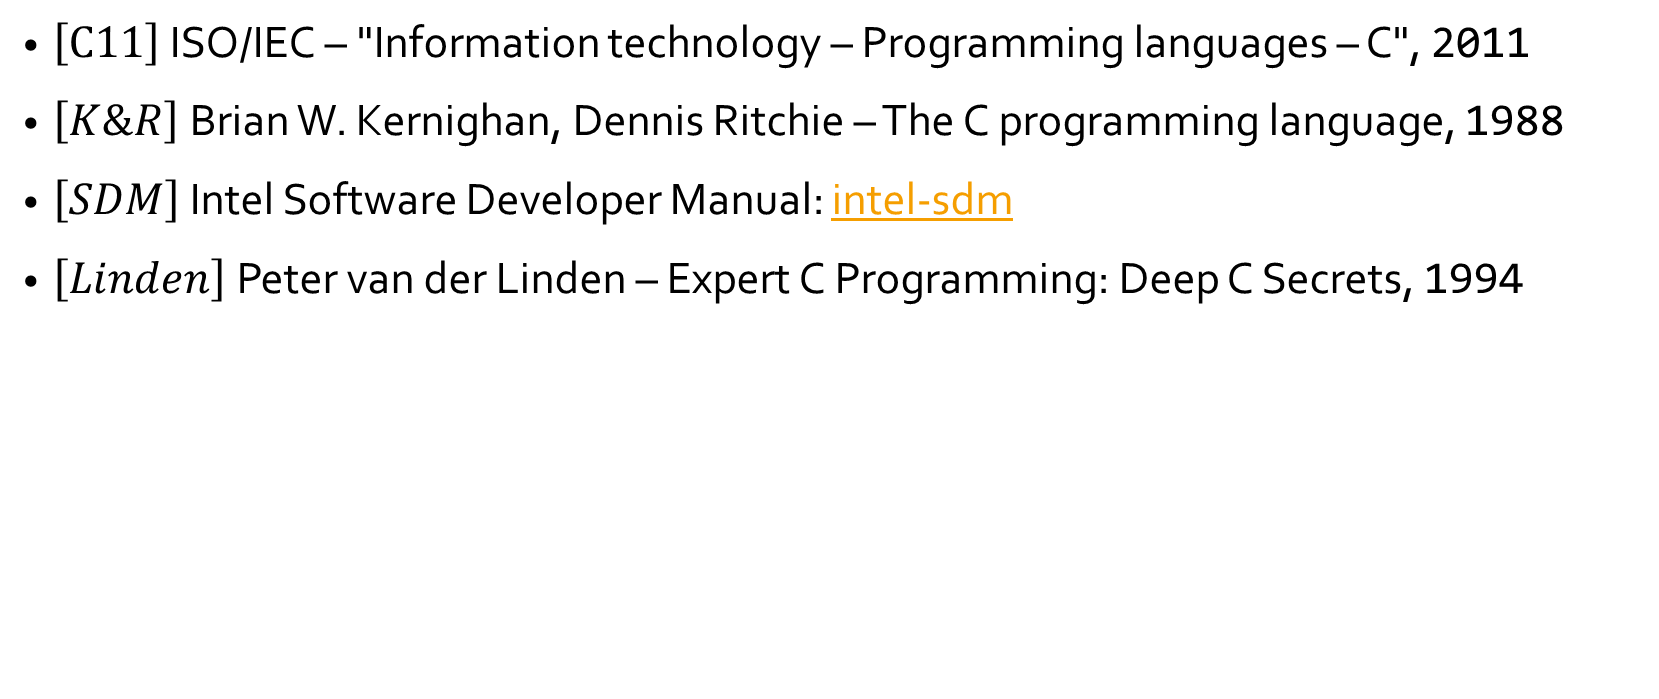 • [C11] ISO/IEC – "Information technology – Programming languages – C", 2011
• [K&R] Brian W. Kernighan, Dennis Ritchie – The C programming language, 1988
• [SDM] Intel Software Developer Manual: intel-sdm
• [Linden] Peter van der Linden – Expert C Programming: Deep C Secrets, 1994